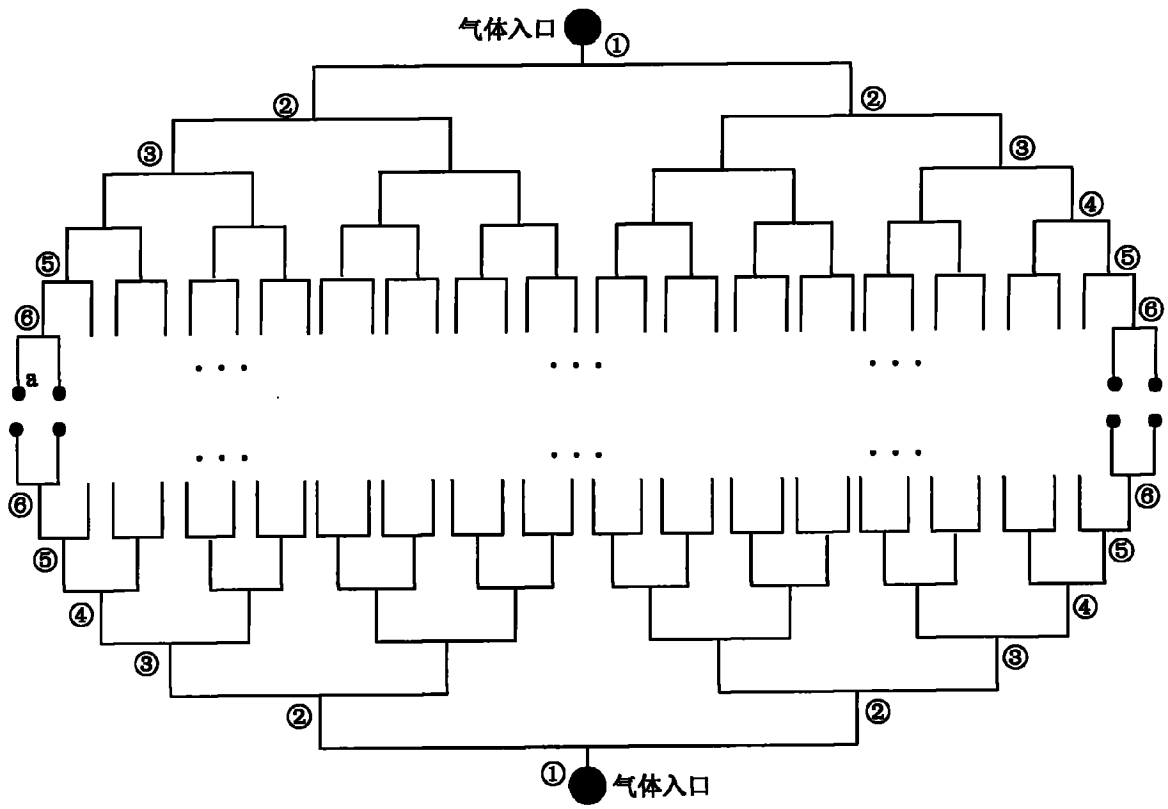 气体入口
①
② ②
③ ③
④
⑤ ⑤
⑥ ⑥
a
. . . . . . . . .
. . . . . . . . .
⑥ ⑥
⑤ ⑤
④ ④
③ ③
② ②
① 气体入口